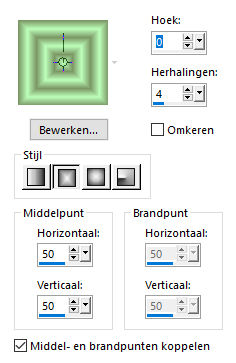 Hoek:
0
Herhalingen:
4
Bewerken...
Omkeren
Stijl
Middelpunt
Horizontaal:
50
Verticaal:
50
Brandpunt
Horizontaal:
50
Verticaal:
50
Middel- en brandpunten koppelen